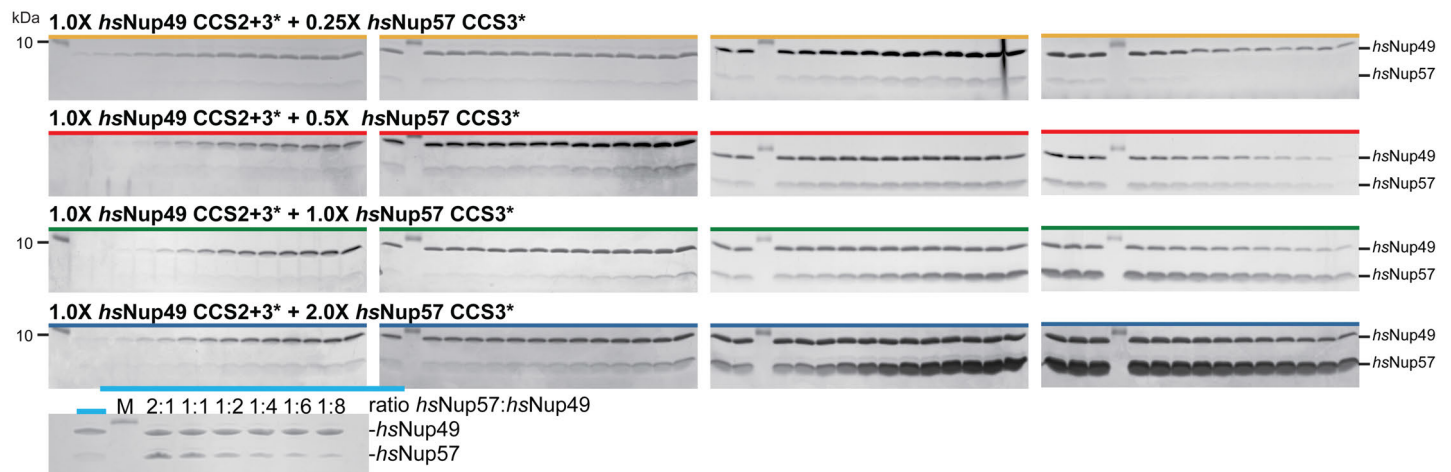 kDa
1.0X hsNup49 CCS2+3* + 0.25X hsNup57 CCS3*
10
hsNup49
hsNup57
1.0X hsNup49 CCS2+3* + 0.5X hsNup57 CCS3*
hsNup49
hsNup57
1.0X hsNup49 CCS2+3* + 1.0X hsNup57 CCS3*
10
hsNup49
hsNup57
1.0X hsNup49 CCS2+3* + 2.0X hsNup57 CCS3*
10
hsNup49
hsNup57
M 2:1 1:1 1:2 1:4 1:6 1:8 ratio hsNup57:hsNup49
-hsNup49
-hsNup57